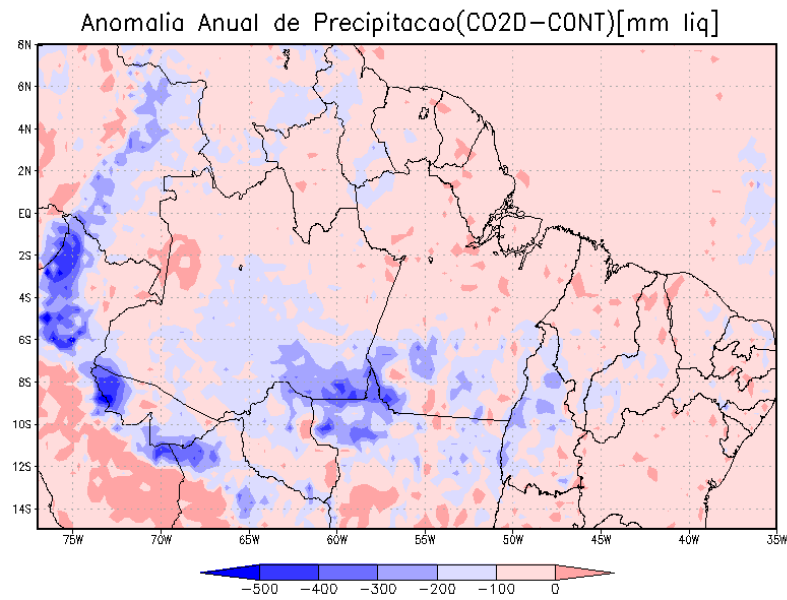 Anomalia Anual de Precipitacao(CO2D-CONT)[mm liq]
8N
6N
4N
2N
EQ
2S
4S
6S
8S
10S
12S
14S
75W 70W 65W 60W 55W 50W 45W 40W 35W
-500 -400 -300 -200 -100 0